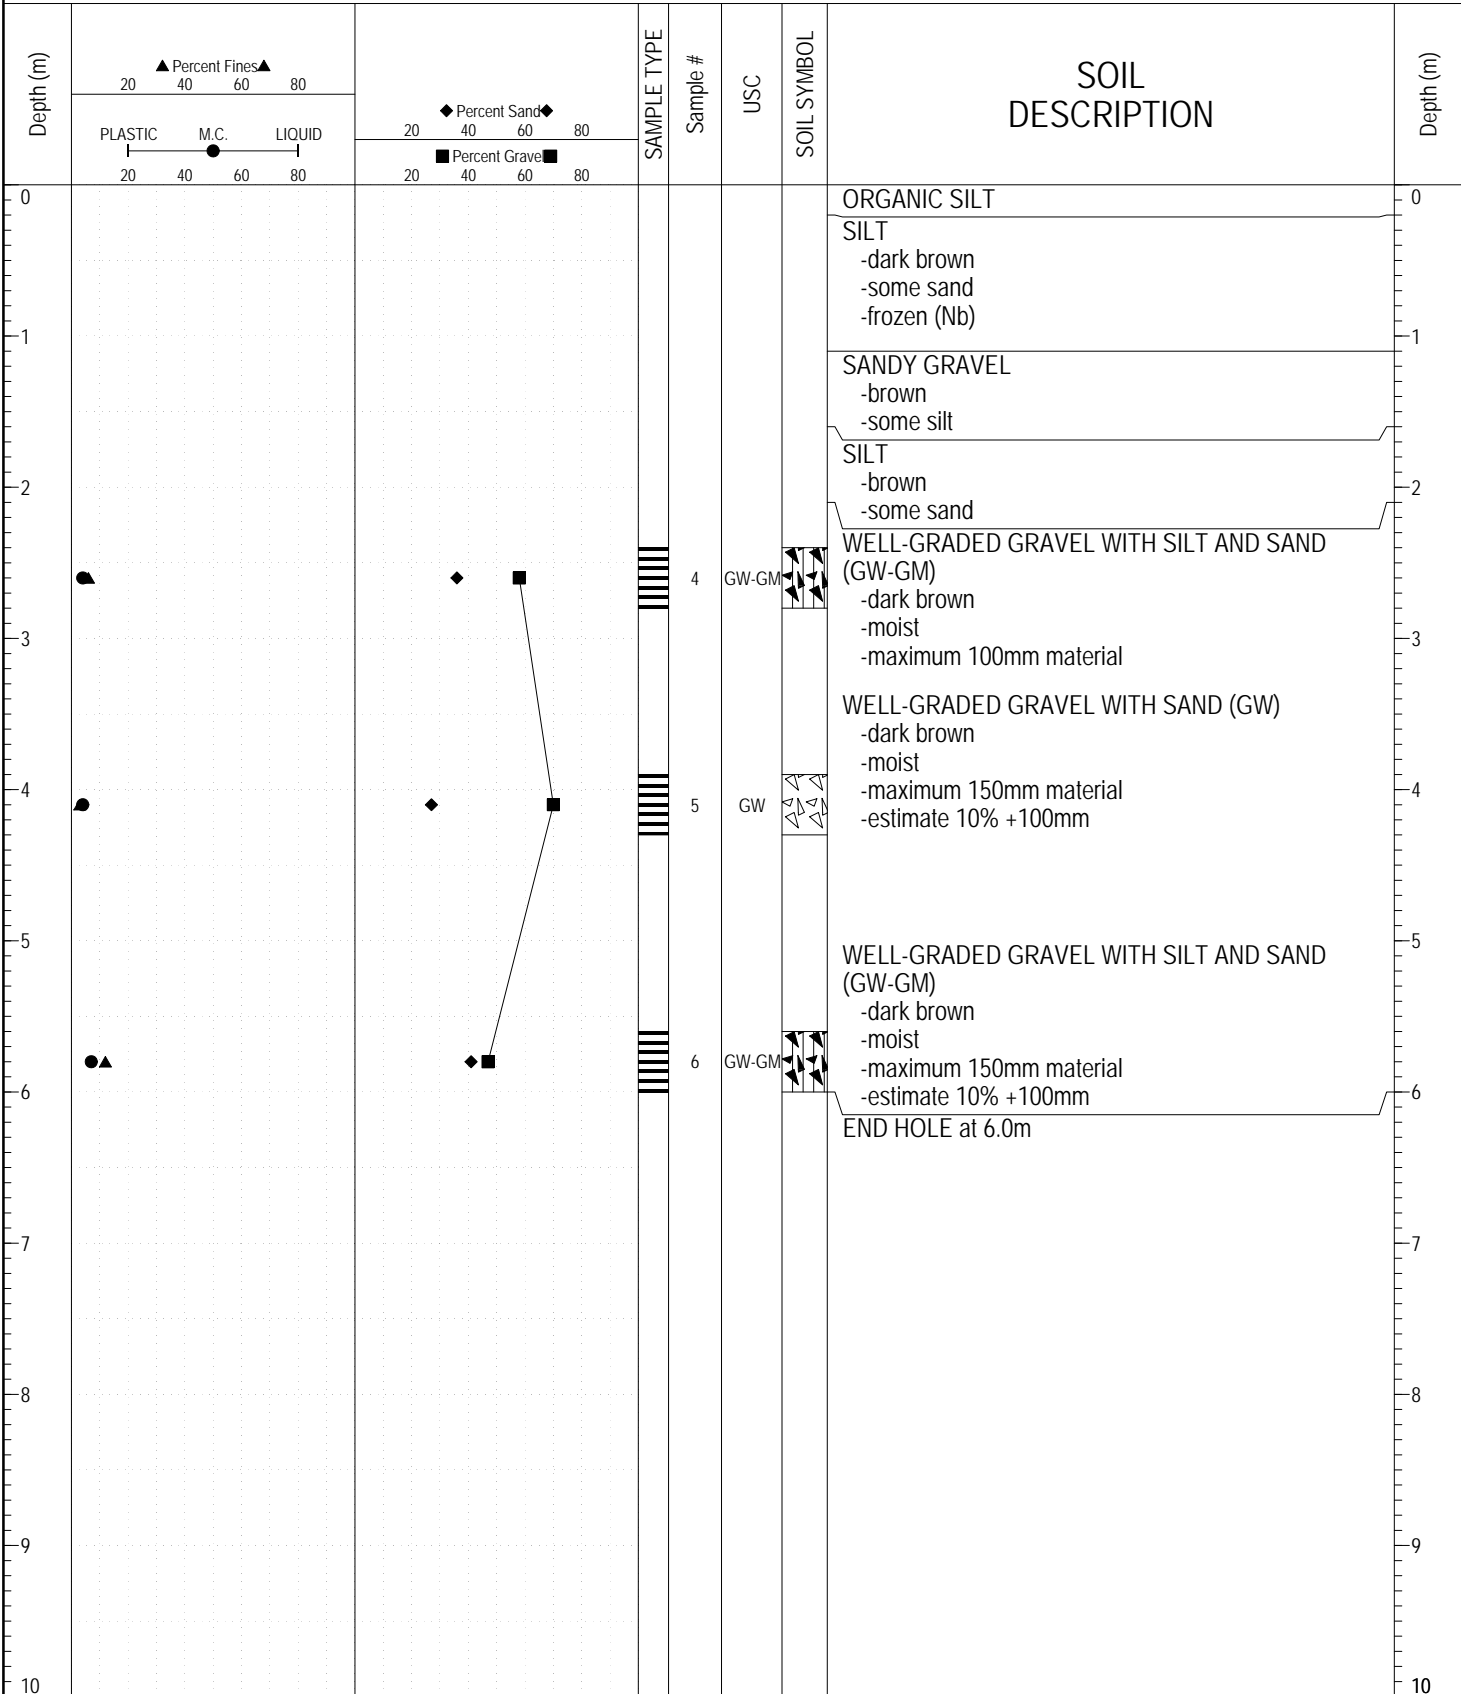 Depth (m)
▲ Percent Fines ▲
20 40 60 80
PLASTIC M.C. LIQUID
20 40 60 80
◆ Percent Sand ◆
20 40 60 80
■ Percent Gravel ■
20 40 60 80
SAMPLE TYPE
Sample #
USC
SOIL SYMBOL
SOIL
DESCRIPTION
Depth (m)
0 ORGANIC SILT 0
SILT
-dark brown
-some sand
-frozen (Nb)
1 1
SANDY GRAVEL
-brown
-some silt
SILT
-brown
2 2
-some sand
WELL-GRADED GRAVEL WITH SILT AND SAND
(GW-GM)
4 GW-GM
-dark brown
-moist
3 3
-maximum 100mm material
WELL-GRADED GRAVEL WITH SAND (GW)
-dark brown
-moist
4 -maximum 150mm material 4
5 GW
-estimate 10% +100mm
5 5
WELL-GRADED GRAVEL WITH SILT AND SAND
(GW-GM)
-dark brown
-moist
6 GW-GM
-maximum 150mm material
6 -estimate 10% +100mm 6
END HOLE at 6.0m
7 7
8 8
9 9
10 10